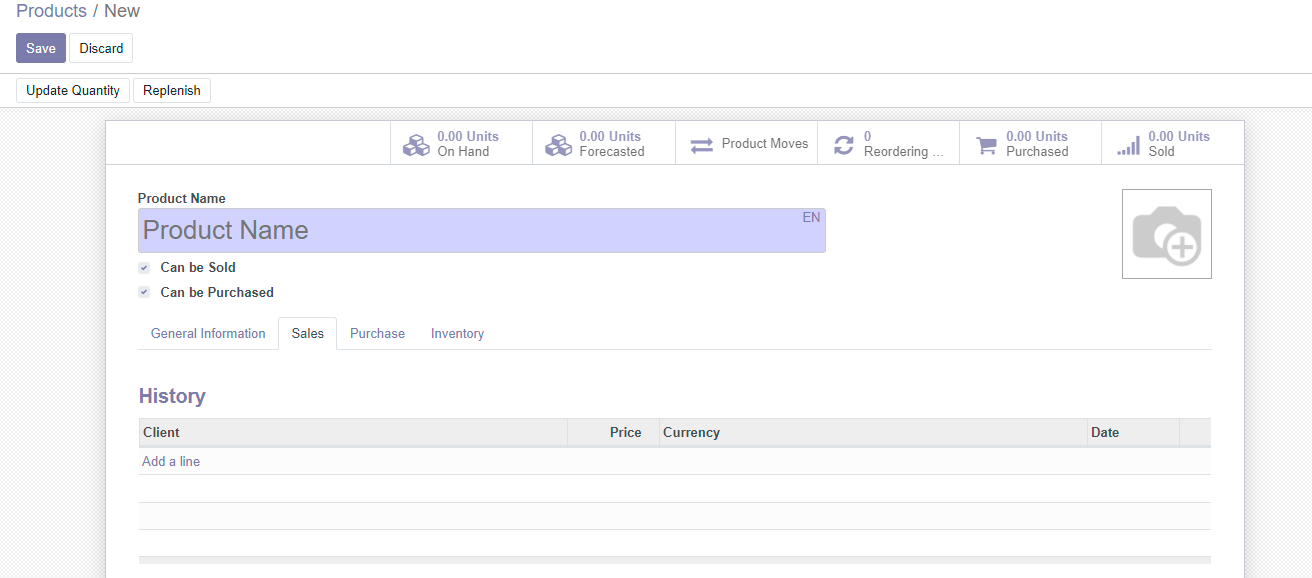 Products / New
Save Discard
Update Quantity Replenish
0.00 Units
On Hand
0.00 Units
Forecasted
Product Moves
0
Reordering ...
0.00 Units
Purchased
0.00 Units
Sold
Product Name
Product Name EN
Can be Sold
Can be Purchased
General Information Sales Purchase Inventory
History
Client Price Currency Date
Add a line